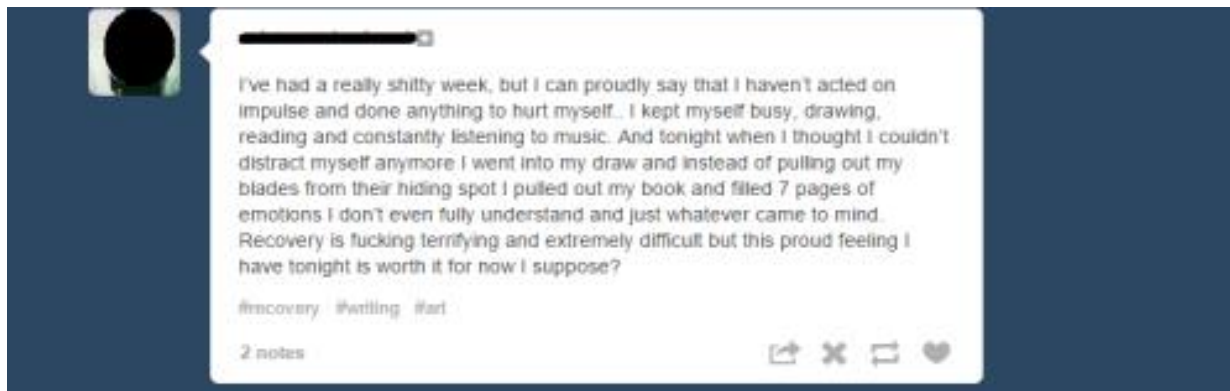 I've had a really shitty week, but I can proudly say that I haven't acted on
impulse and done anything to hurt myself.. I kept myself busy, drawing,
reading and constantly listening to music. And tonight when I thought I couldn't
distract myself anymore I went into my draw and instead of pulling out my
blades from their hiding spot I pulled out my book and filled 7 pages of
emotions I don't even fully understand and just whatever came to mind.
Recovery is fucking terrifying and extremely difficult but this proud feeling I
have tonight is worth it for now I suppose?
#recovery #writing #art
2 notes